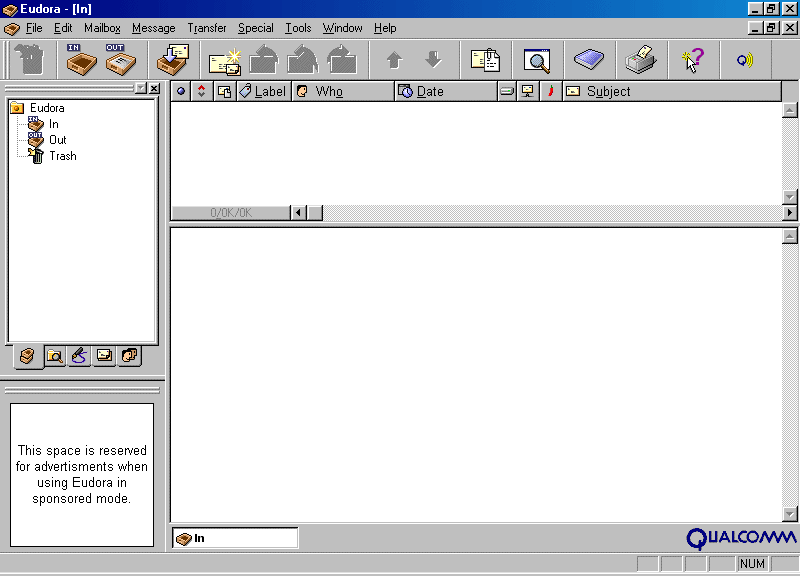 Eudora - [In]
File Edit Mailbox Message Transfer Special Tools Window Help
IN OUT
Label Who Date Subject
Eudora
IN In
OUT Out
Trash
0/0K/0K
This space is reserved
for advertisments when
using Eudora in
sponsored mode.
In
QUALCOMM
NUM